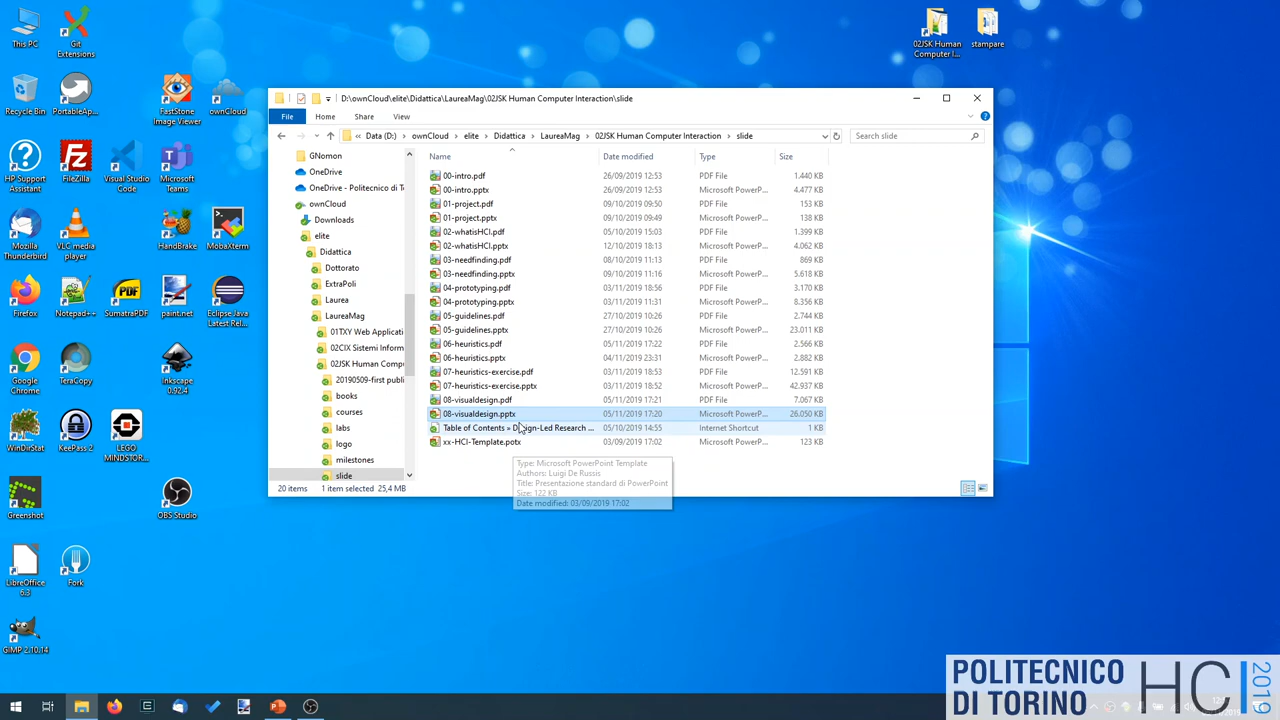 This PC
Git
Extensions
02JSK Human
Computer I...
stampare
Recycle Bin
PortableAp...
FastStone
Image Viewer
ownCloud
HP Support
Assistant
FileZilla
Visual Studio
Code
Microsoft
Teams
Mozilla
Thunderbird
VLC media
player
HandBrake
MobaXterm
Firefox
Notepad++
PDF
SumatraPDF
paint.net
Eclipse Java
Latest Rel...
Google
Chrome
TeraCopy
Inkscape
0.92.4
WinDirStat
KeePass 2
LEGO
MINDSTOR...
Greenshot
OBS Studio
LibreOffice
6.3
Fork
GIMP 2.10.14
D:\ownCloud\elite\Didattica\LaureaMag\02JSK Human Computer Interaction\slide
File Home Share View
« Data (D:) › ownCloud › elite › Didattica › LaureaMag › 02JSK Human Computer Interaction › slide
Search slide
GNomon
OneDrive
OneDrive - Politecnico di T
ownCloud
Downloads
elite
Didattica
Dottorato
ExtraPoli
Laurea
LaureaMag
01TXY Web Applicati
02CIX Sistemi Inform
02JSK Human Comp
20190509-first publi
books
courses
labs
logo
milestones
slide
Name Date modified Type Size
00-intro.pdf 26/09/2019 12:53 PDF File 1.440 KB
00-intro.pptx 26/09/2019 12:53 Microsoft PowerP... 4.477 KB
01-project.pdf 09/10/2019 09:50 PDF File 153 KB
01-project.pptx 09/10/2019 09:49 Microsoft PowerP... 138 KB
02-whatisHCI.pdf 05/10/2019 15:03 PDF File 1.399 KB
02-whatisHCI.pptx 12/10/2019 18:13 Microsoft PowerP... 4.062 KB
03-needfinding.pdf 08/10/2019 11:13 PDF File 869 KB
03-needfinding.pptx 09/10/2019 11:16 Microsoft PowerP... 5.618 KB
04-prototyping.pdf 03/11/2019 18:56 PDF File 3.170 KB
04-prototyping.pptx 03/11/2019 11:31 Microsoft PowerP... 8.356 KB
05-guidelines.pdf 27/10/2019 10:26 PDF File 2.744 KB
05-guidelines.pptx 27/10/2019 10:26 Microsoft PowerP... 23.011 KB
06-heuristics.pdf 05/11/2019 17:22 PDF File 2.566 KB
06-heuristics.pptx 04/11/2019 23:31 Microsoft PowerP... 2.882 KB
07-heuristics-exercise.pdf 03/11/2019 18:53 PDF File 12.591 KB
07-heuristics-exercise.pptx 03/11/2019 18:52 Microsoft PowerP... 42.937 KB
08-visualdesign.pdf 05/11/2019 17:21 PDF File 7.067 KB
08-visualdesign.pptx 05/11/2019 17:20 Microsoft PowerP... 26.050 KB
Table of Contents » Design-Led Research ... 05/10/2019 14:55 Internet Shortcut 1 KB
xx-HCI-Template.potx 03/09/2019 17:02 Microsoft PowerP... 123 KB
Type: Microsoft PowerPoint Template
Authors: Luigi De Russis
Title: Presentazione standard di PowerPoint
Size: 122 KB
Date modified: 03/09/2019 17:02
20 items 1 item selected 25,4 MB
POLITECNICO
DI TORINO
HCI
2019